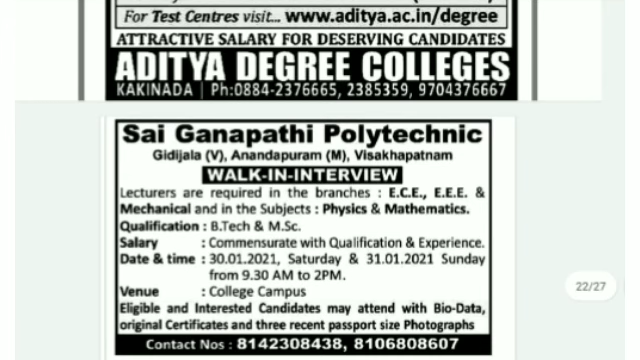 For Test Centres visit... www.aditya.ac.in/degree
ATTRACTIVE SALARY FOR DESERVING CANDIDATES
ADITYA DEGREE COLLEGES
KAKINADA | Ph:0884-2376665, 2385359, 9704376667
Sai Ganapathi Polytechnic
Gidijala (V), Anandapuram (M), Visakhapatnam
WALK-IN-INTERVIEW
Lecturers are required in the branches : E.C.E., E.E.E. &
Mechanical and in the Subjects : Physics & Mathematics.
Qualification : B.Tech & M.Sc.
Salary : Commensurate with Qualification & Experience.
Date & time : 30.01.2021, Saturday & 31.01.2021 Sunday
from 9.30 AM to 2PM.
Venue : College Campus
Eligible and Interested Candidates may attend with Bio-Data,
original Certificates and three recent passport size Photographs
Contact Nos : 8142308438, 8106808607
22/27